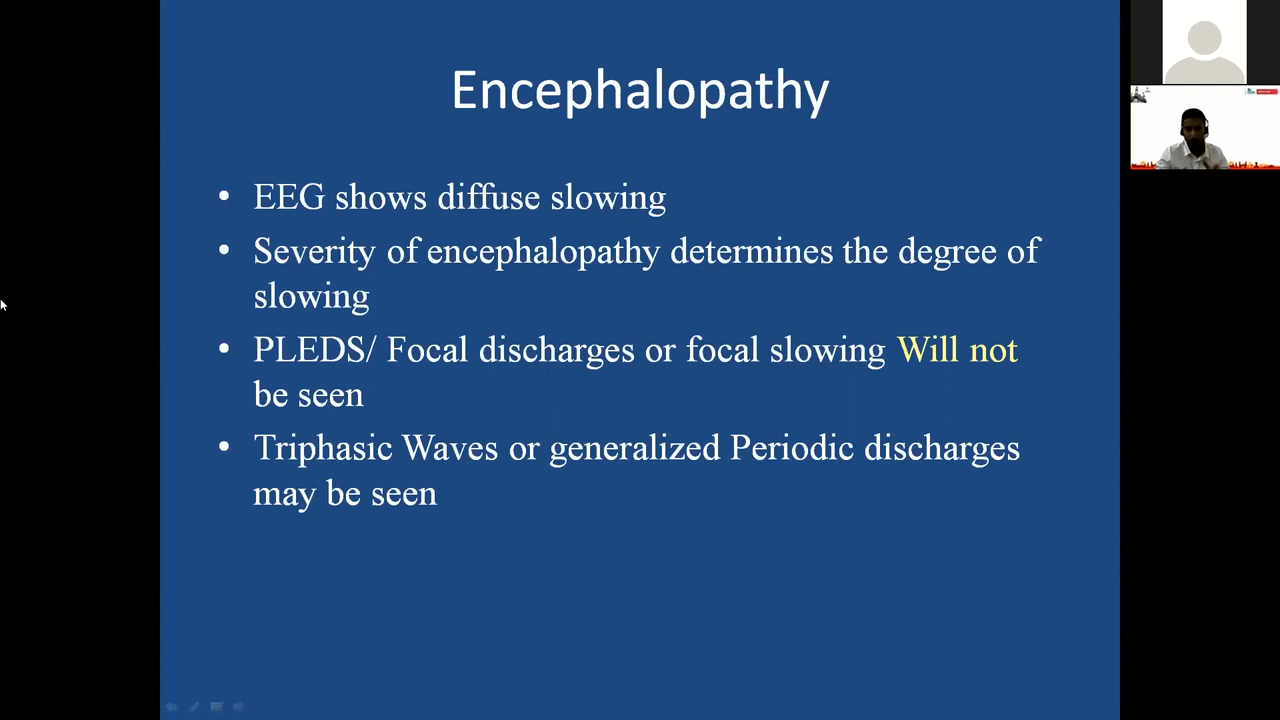 Encephalopathy
• EEG shows diffuse slowing
• Severity of encephalopathy determines the degree of
slowing
• PLEDS/ Focal discharges or focal slowing Will not
be seen
• Triphasic Waves or generalized Periodic discharges
may be seen